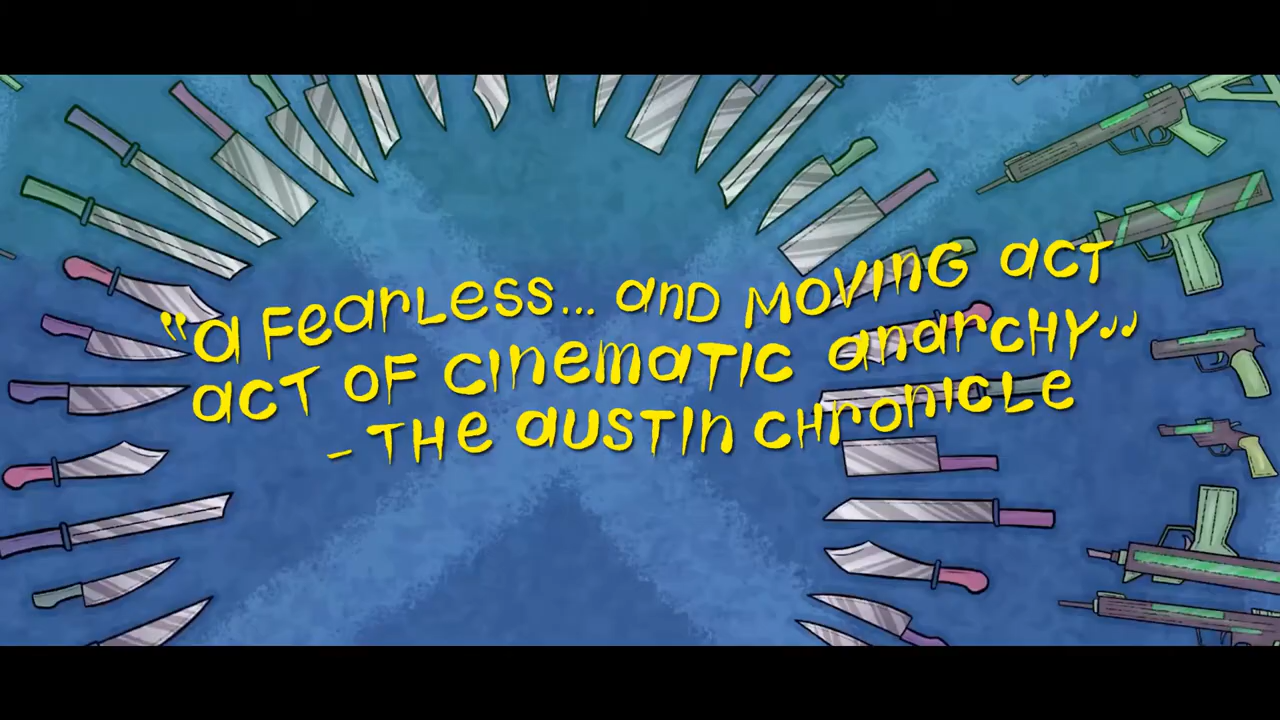 "a Fearless... and moving act
act of cinematic anarchy"
- The Austin Chronicle